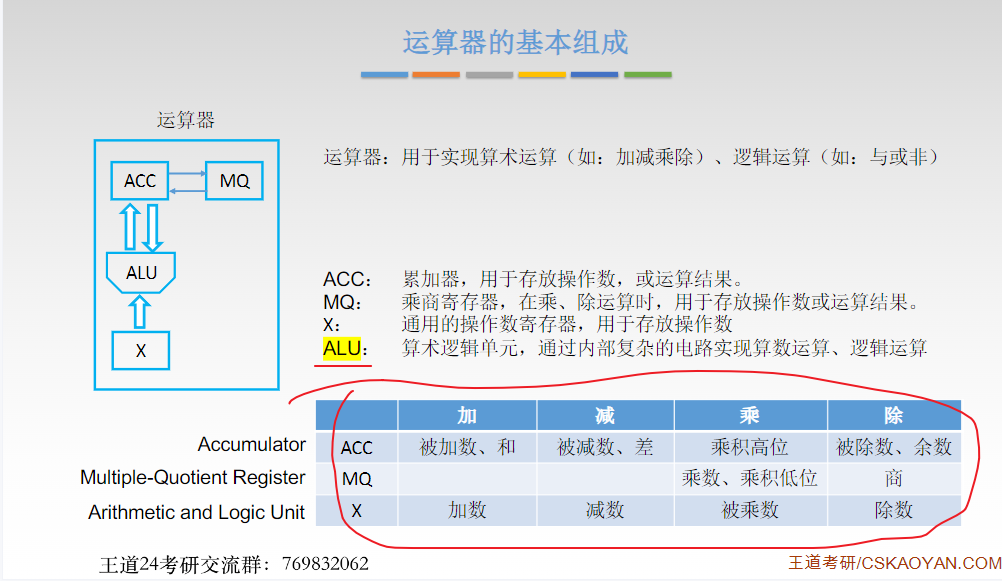 运算器的基本组成
运算器
运算器：用于实现算术运算（如：加减乘除）、逻辑运算（如：与或非）
ACC
MQ
ALU
X
ACC： 累加器，用于存放操作数，或运算结果。
MQ： 乘商寄存器，在乘、除运算时，用于存放操作数或运算结果。
X： 通用的操作数寄存器，用于存放操作数
ALU： 算术逻辑单元，通过内部复杂的电路实现算数运算、逻辑运算
加 减 乘 除
Accumulator ACC 被加数、和 被减数、差 乘积高位 被除数、余数
Multiple-Quotient Register MQ 乘数、乘积低位 商
Arithmetic and Logic Unit X 加数 减数 被乘数 除数
王道24考研交流群：769832062
王道考研/CSKAOYAN.COM